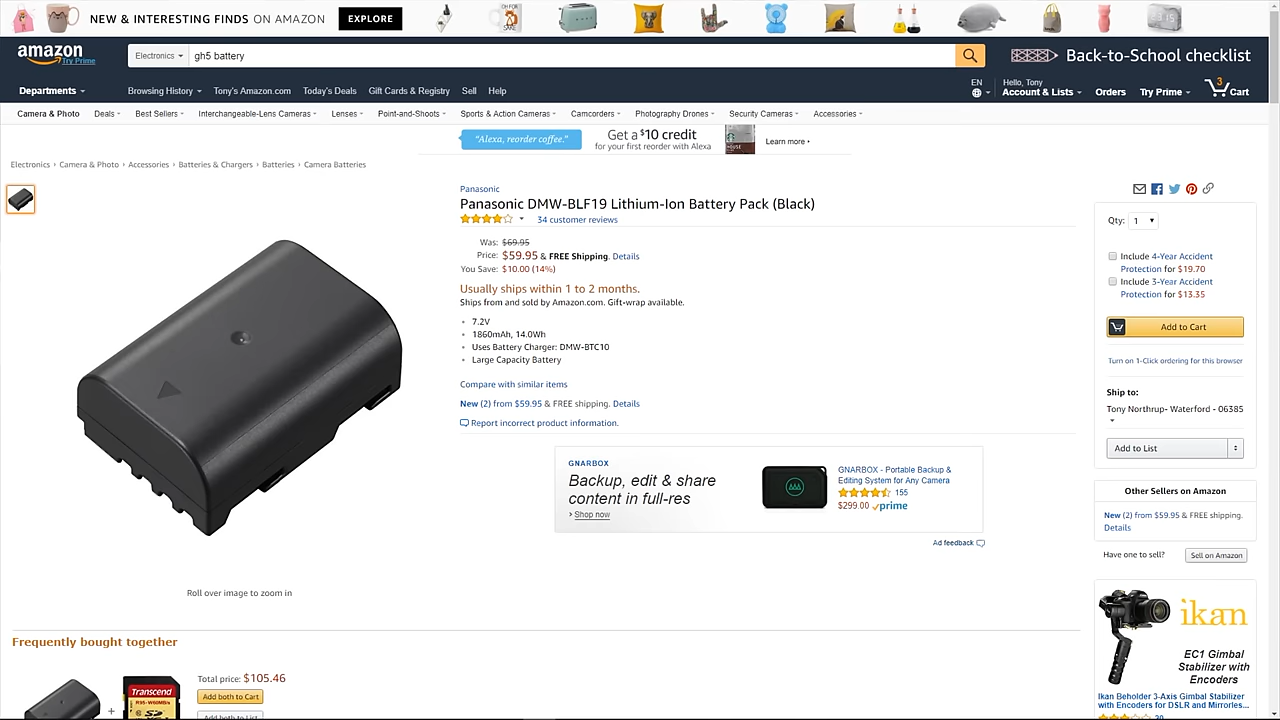 NEW & INTERESTING FINDS ON AMAZON
EXPLORE
amazon
Try Prime
Electronics
gh5 battery
Back-to-School checklist
Departments
Browsing History
Tony's Amazon.com
Today's Deals
Gift Cards & Registry
Sell
Help
EN
Hello, Tony
Account & Lists
Orders
Try Prime
3
Cart
Camera & Photo
Deals
Best Sellers
Interchangeable-Lens Cameras
Lenses
Point-and-Shoots
Sports & Action Cameras
Camcorders
Photography Drones
Security Cameras
Accessories
"Alexa, reorder coffee."
Get a $10 credit
for your first reorder with Alexa
Learn more
Electronics › Camera & Photo › Accessories › Batteries & Chargers › Batteries › Camera Batteries
Panasonic
Panasonic DMW-BLF19 Lithium-Ion Battery Pack (Black)
34 customer reviews
Was: $69.95
Price: $59.95 & FREE Shipping. Details
You Save: $10.00 (14%)
Usually ships within 1 to 2 months.
Ships from and sold by Amazon.com. Gift-wrap available.
7.2V
1860mAh, 14.0Wh
Uses Battery Charger: DMW-BTC10
Large Capacity Battery
Compare with similar items
New (2) from $59.95 & FREE shipping. Details
Report incorrect product information.
GNARBOX
Backup, edit & share
content in full-res
› Shop now
GNARBOX - Portable Backup &
Editing System for Any Camera
155
$299.00 prime
Ad feedback
Roll over image to zoom in
Qty: 1
Include 4-Year Accident
Protection for $19.70
Include 3-Year Accident
Protection for $13.35
Add to Cart
Turn on 1-Click ordering for this browser
Ship to:
Tony Northrup- Waterford - 06385
Add to List
Other Sellers on Amazon
New (2) from $59.95 & FREE shipping.
Details
Have one to sell?
Sell on Amazon
ikan
EC1 Gimbal
Stabilizer with
Encoders
Ikan Beholder 3-Axis Gimbal Stabilizer
with Encoders for DSLR and Mirrorles...
30
Frequently bought together
Transcend
+
Total price: $105.46
Add both to Cart
Add both to List